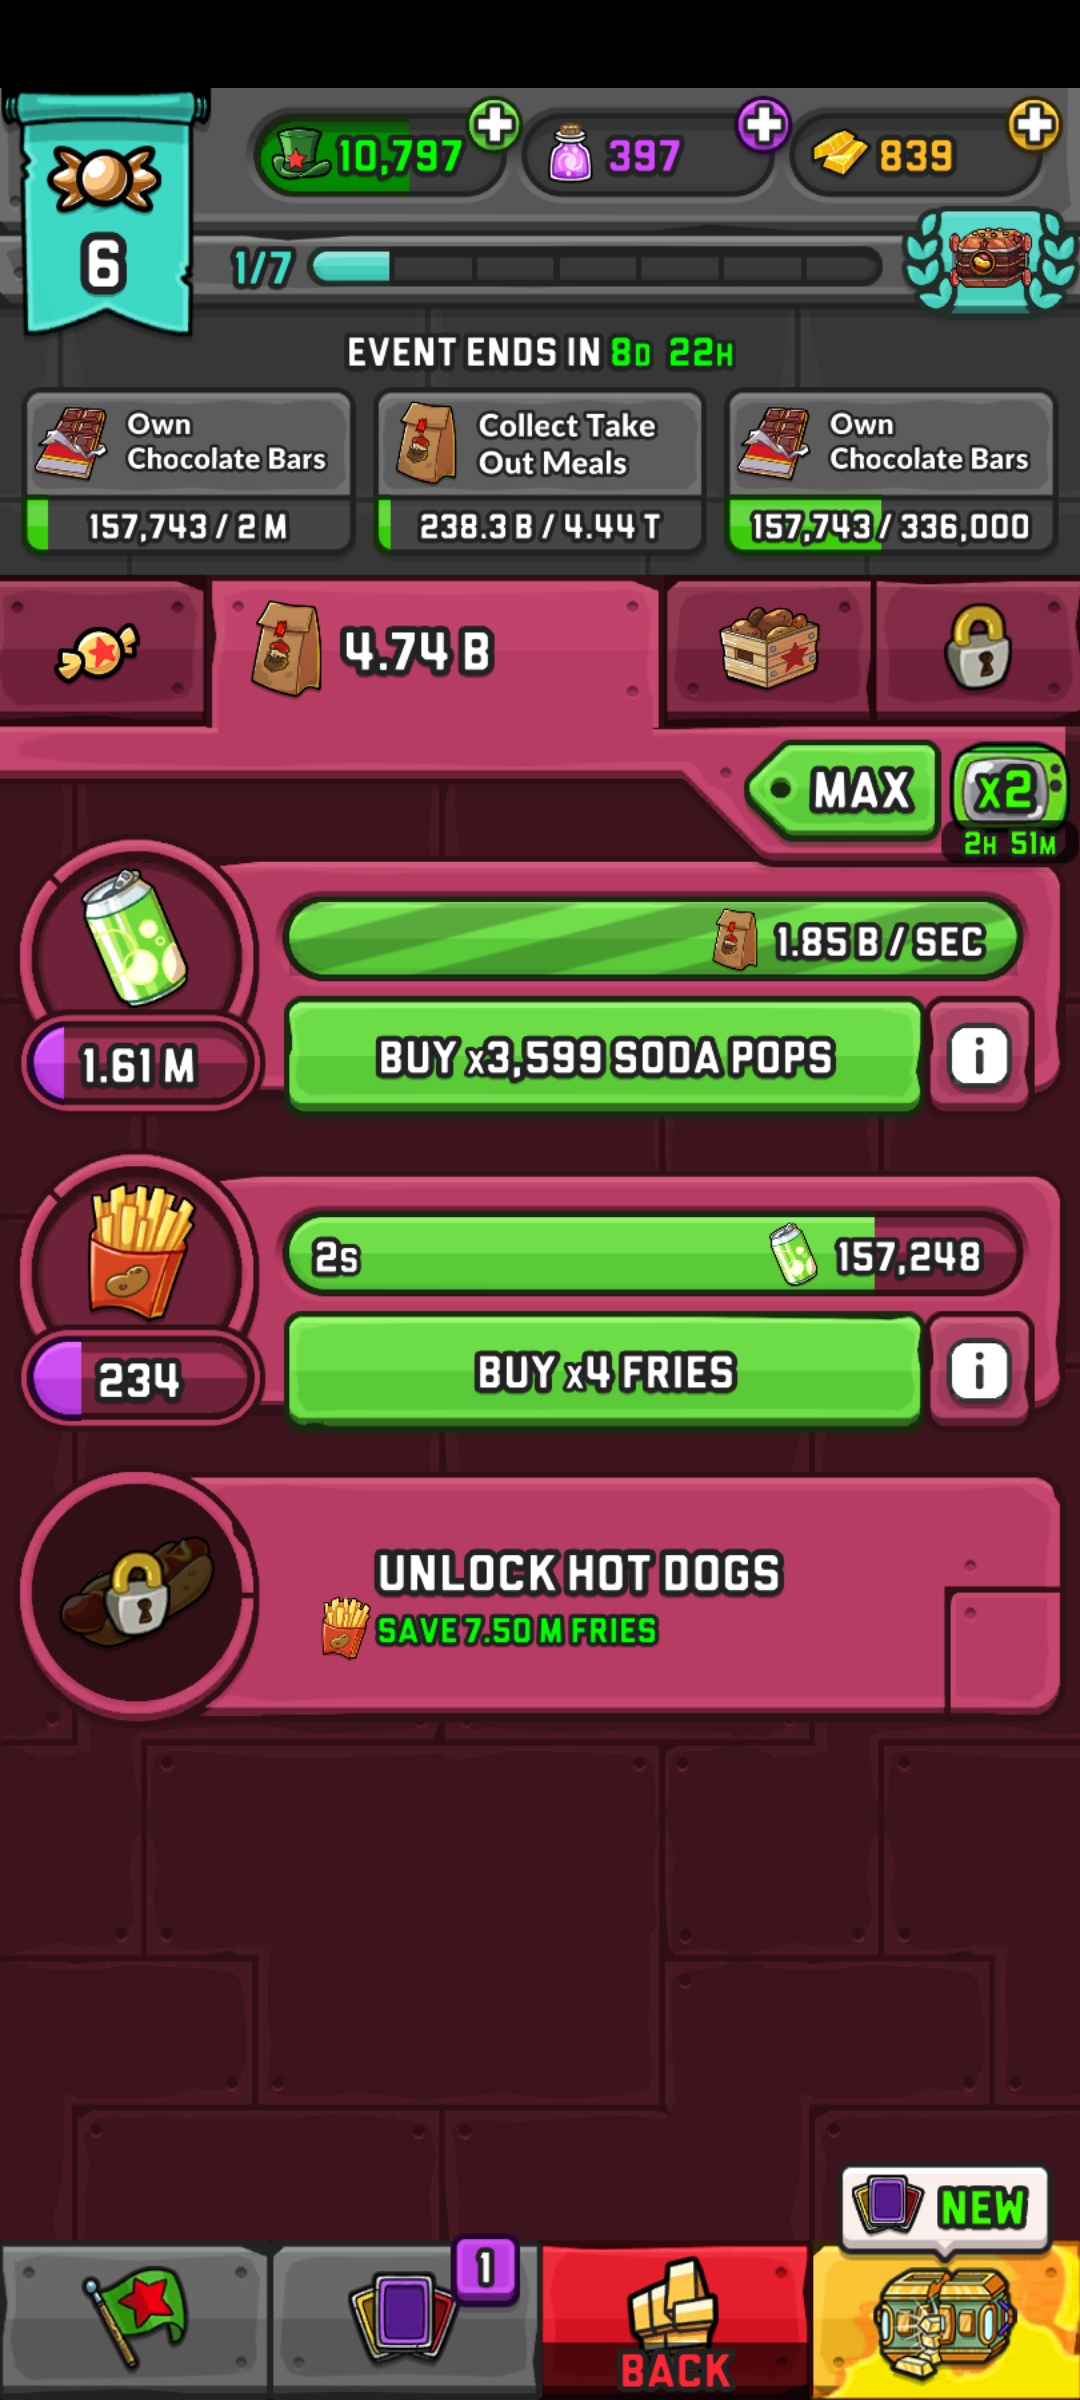 10,797
397
839
6
1/7
EVENT ENDS IN 8D 22H
Own
Chocolate Bars
157,743 / 2 M
Collect Take
Out Meals
238.3 B / 4.44 T
Own
Chocolate Bars
157,743 / 336,000
4.74 B
MAX
x2
2H 51M
1.85 B / SEC
1.61 M
BUY x3,599 SODA POPS
i
2s
157,248
234
BUY x4 FRIES
i
UNLOCK HOT DOGS
SAVE 7.50 M FRIES
NEW
1
BACK